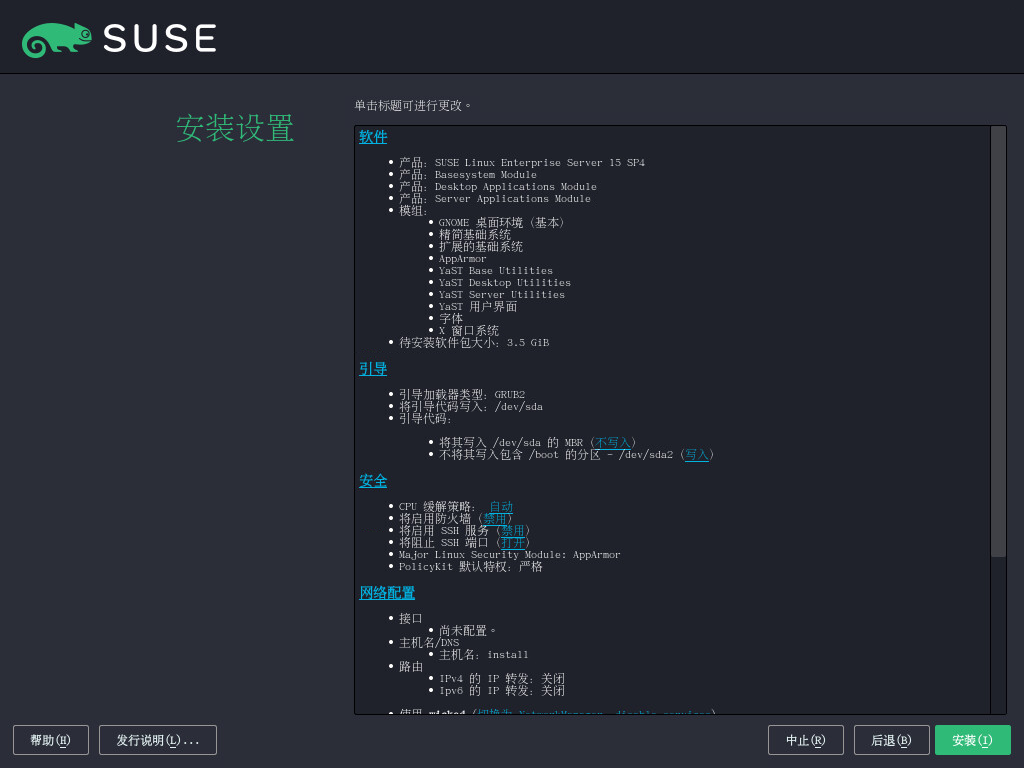 SUSE
单击标题可进行更改。
安装设置
软件
产品: SUSE Linux Enterprise Server 15 SP4
产品: Basesystem Module
产品: Desktop Applications Module
产品: Server Applications Module
模组:
GNOME 桌面环境（基本）
精简基础系统
扩展的基础系统
AppArmor
YaST Base Utilities
YaST Desktop Utilities
YaST Server Utilities
YaST 用户界面
字体
X 窗口系统
待安装软件包大小: 3.5 GiB
引导
引导加载器类型: GRUB2
将引导代码写入: /dev/sda
引导代码:
将其写入 /dev/sda 的 MBR (不写入)
不将其写入包含 /boot 的分区 - /dev/sda2 (写入)
安全
CPU 缓解策略: 自动
将启用防火墙 (禁用)
将启用 SSH 服务 (禁用)
将阻止 SSH 端口 (打开)
Major Linux Security Module: AppArmor
PolicyKit 默认特权: 严格
网络配置
接口
尚未配置。
主机名/DNS
主机名: install
路由
IPv4 的 IP 转发: 关闭
Ipv6 的 IP 转发: 关闭
使用 wicked (切换为 NetworkManager, disable services)
帮助(H) 发行说明(L)... 中止(R) 后退(B) 安装(I)